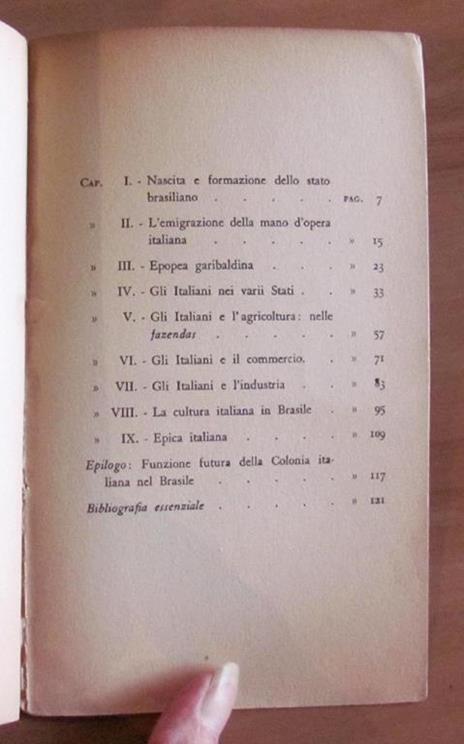 CAP. I. - Nascita e formazione dello stato
brasiliano . . . . . PAG. 7
» II. - L'emigrazione della mano d'opera
italiana . . . . . » 15
» III. - Epopea garibaldina . . . » 23
» IV. - Gli Italiani nei varii Stati . . » 33
» V. - Gli Italiani e l'agricoltura: nelle
fazendas . . . . . » 57
» VI. - Gli Italiani e il commercio. . » 71
» VII. - Gli Italiani e l'industria . . » 83
» VIII. - La cultura italiana in Brasile . » 95
» IX. - Epica italiana . . . . » 109
Epilogo: Funzione futura della Colonia ita-
liana nel Brasile . . . . » 117
Bibliografia essenziale . . . . . » 121